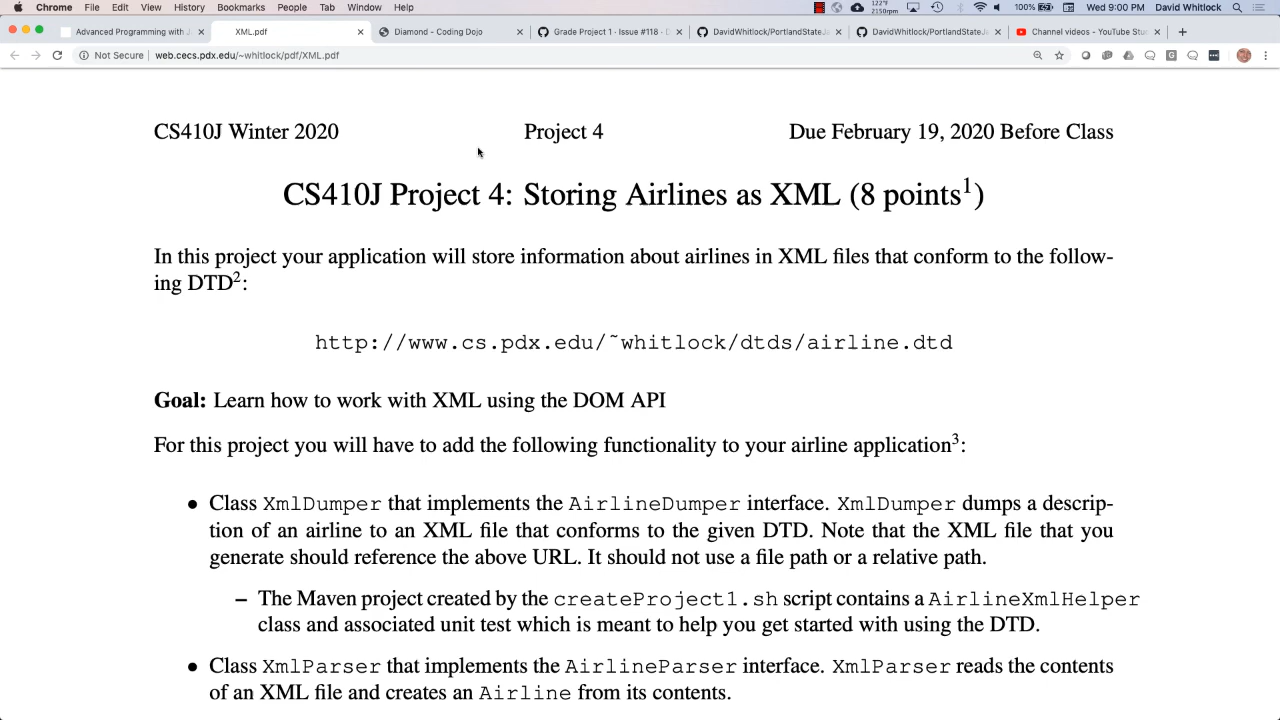 Chrome File Edit View History Bookmarks People Tab Window Help 122°F 2150rpm 100% Wed 9:00 PM David Whitlock
Advanced Programming with J XML.pdf Diamond - Coding Dojo Grade Project 1 · Issue #118 · D DavidWhitlock/PortlandStateJ DavidWhitlock/PortlandStateJ Channel videos - YouTube Stu
Not Secure web.cecs.pdx.edu/~whitlock/pdf/XML.pdf
CS410J Winter 2020 Project 4 Due February 19, 2020 Before Class
CS410J Project 4: Storing Airlines as XML (8 points1)
In this project your application will store information about airlines in XML files that conform to the follow-
ing DTD2:
http://www.cs.pdx.edu/~whitlock/dtds/airline.dtd
Goal: Learn how to work with XML using the DOM API
For this project you will have to add the following functionality to your airline application3:
• Class XmlDumper that implements the AirlineDumper interface. XmlDumper dumps a descrip-
tion of an airline to an XML file that conforms to the given DTD. Note that the XML file that you
generate should reference the above URL. It should not use a file path or a relative path.
– The Maven project created by the createProject1.sh script contains a AirlineXmlHelper
class and associated unit test which is meant to help you get started with using the DTD.
• Class XmlParser that implements the AirlineParser interface. XmlParser reads the contents
of an XML file and creates an Airline from its contents.